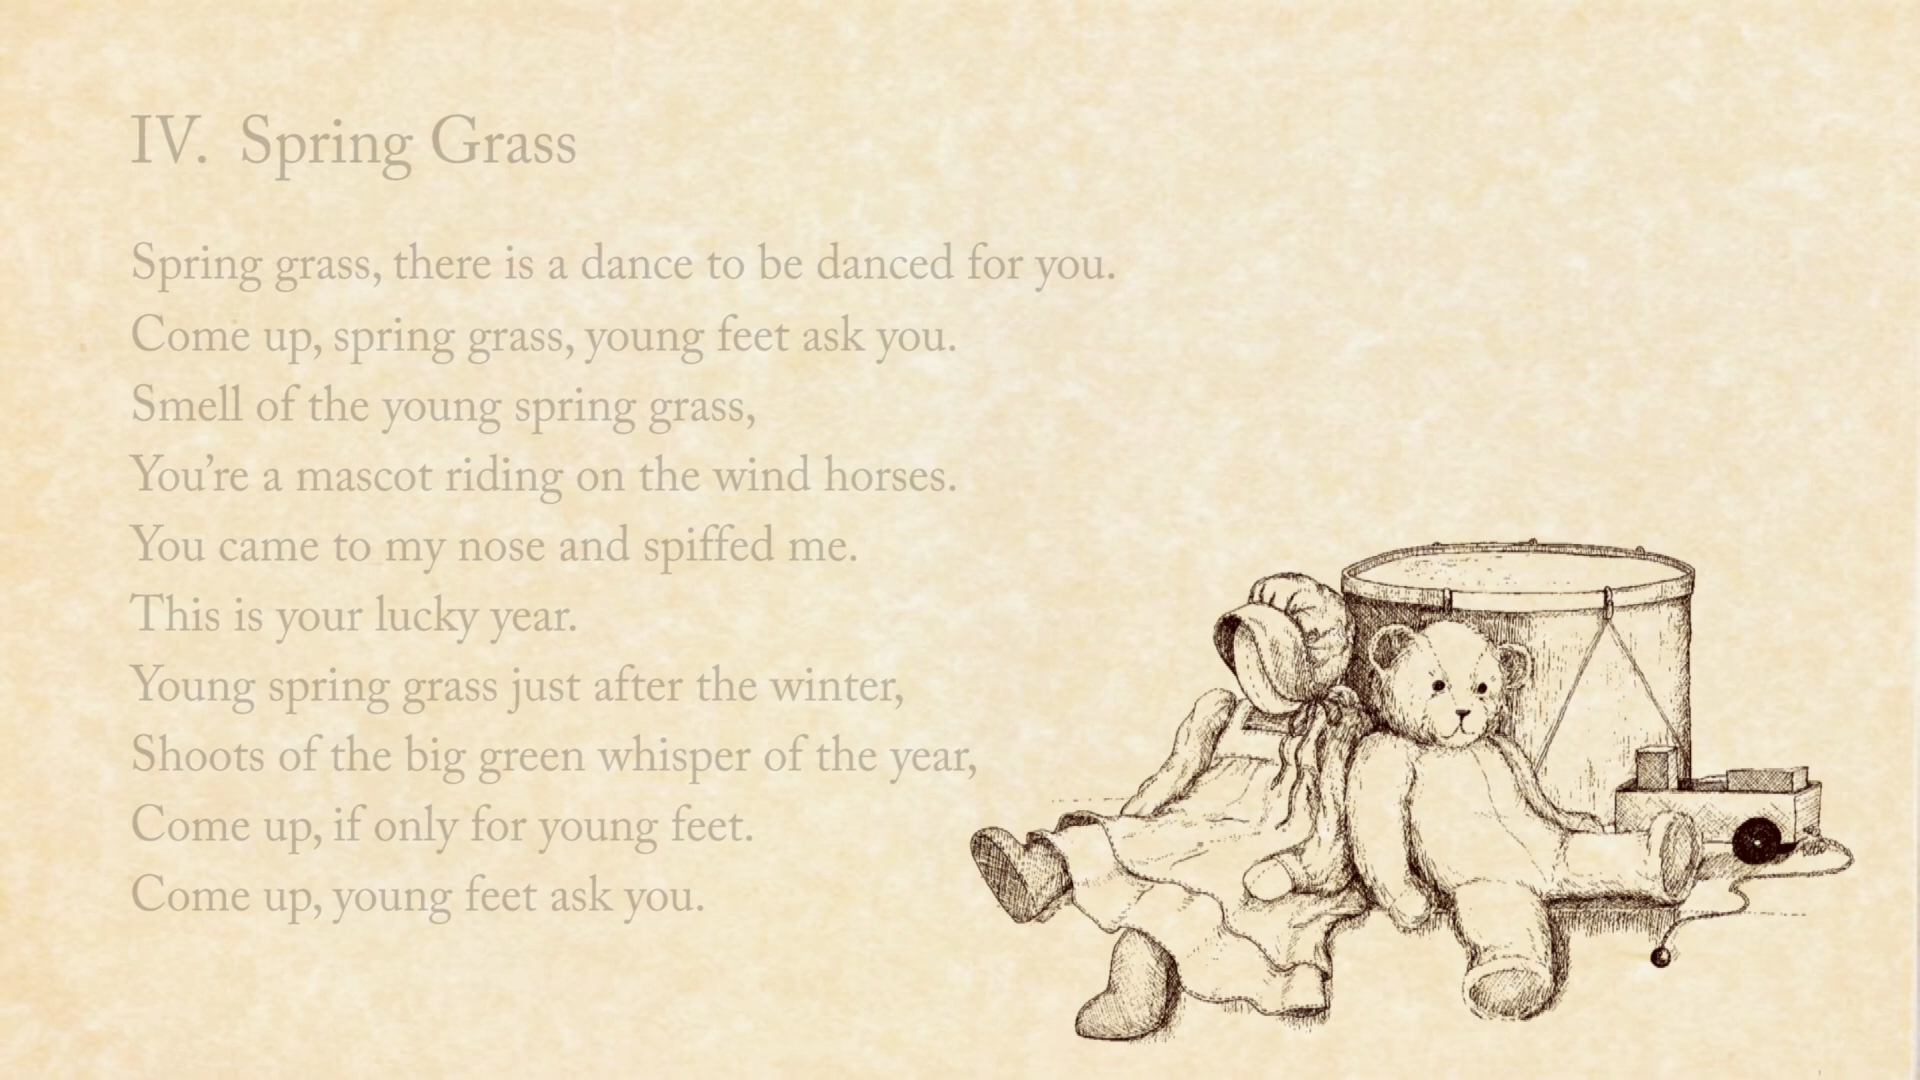 IV. Spring Grass
Spring grass, there is a dance to be danced for you.
Come up, spring grass, young feet ask you.
Smell of the young spring grass,
You’re a mascot riding on the wind horses.
You came to my nose and spiffed me.
This is your lucky year.
Young spring grass just after the winter,
Shoots of the big green whisper of the year,
Come up, if only for young feet.
Come up, young feet ask you.